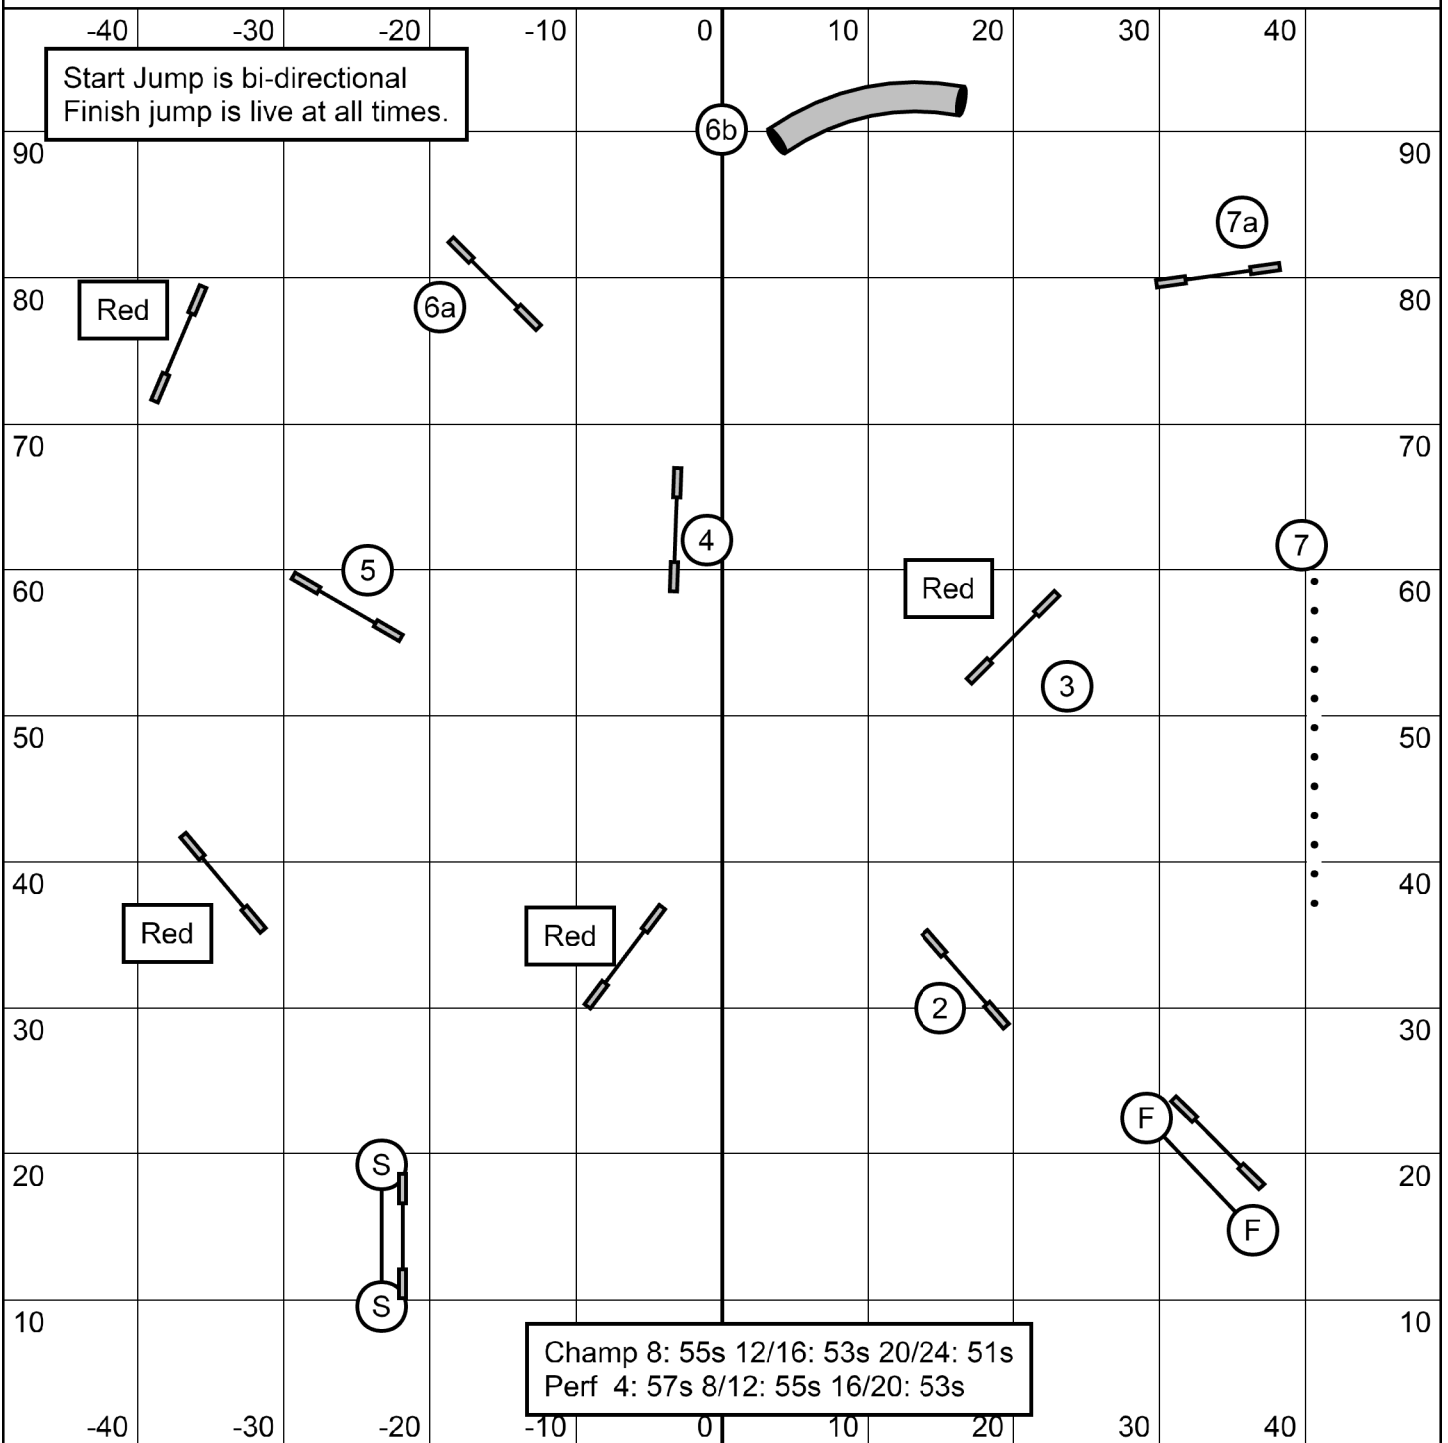 -40 -30 -20 -10 0 10 20 30 40
Start Jump is bi-directional
Finish jump is live at all times.
6b
90 90
7a
80 Red 6a 80
70 70
4
7
5
60 Red 60
3
50 50
40 40
Red Red
2
30 30
F
S
20 20
F
S
10 10
Champ 8: 55s 12/16: 53s 20/24: 51s
Perf 4: 57s 8/12: 55s 16/20: 53s
-40 -30 -20 -10 0 10 20 30 40